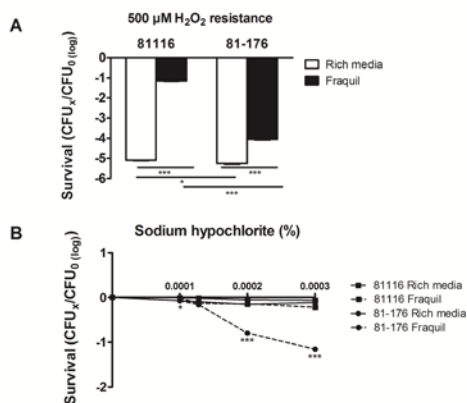 A
500 µM H₂O₂ resistance
81116 81-176
Survival (CFUₓ/CFU₀ (log))
0
-1
-2
-3
-4
-5
-6
Rich media
Fraquil
*** ***
*
***
B
Sodium hypochlorite (%)
Survival (CFUₓ/CFU₀ (log))
1
0
-1
-2
0.0001 0.0002 0.0003
* *** ***
81116 Rich media
81116 Fraquil
81-176 Rich media
81-176 Fraquil